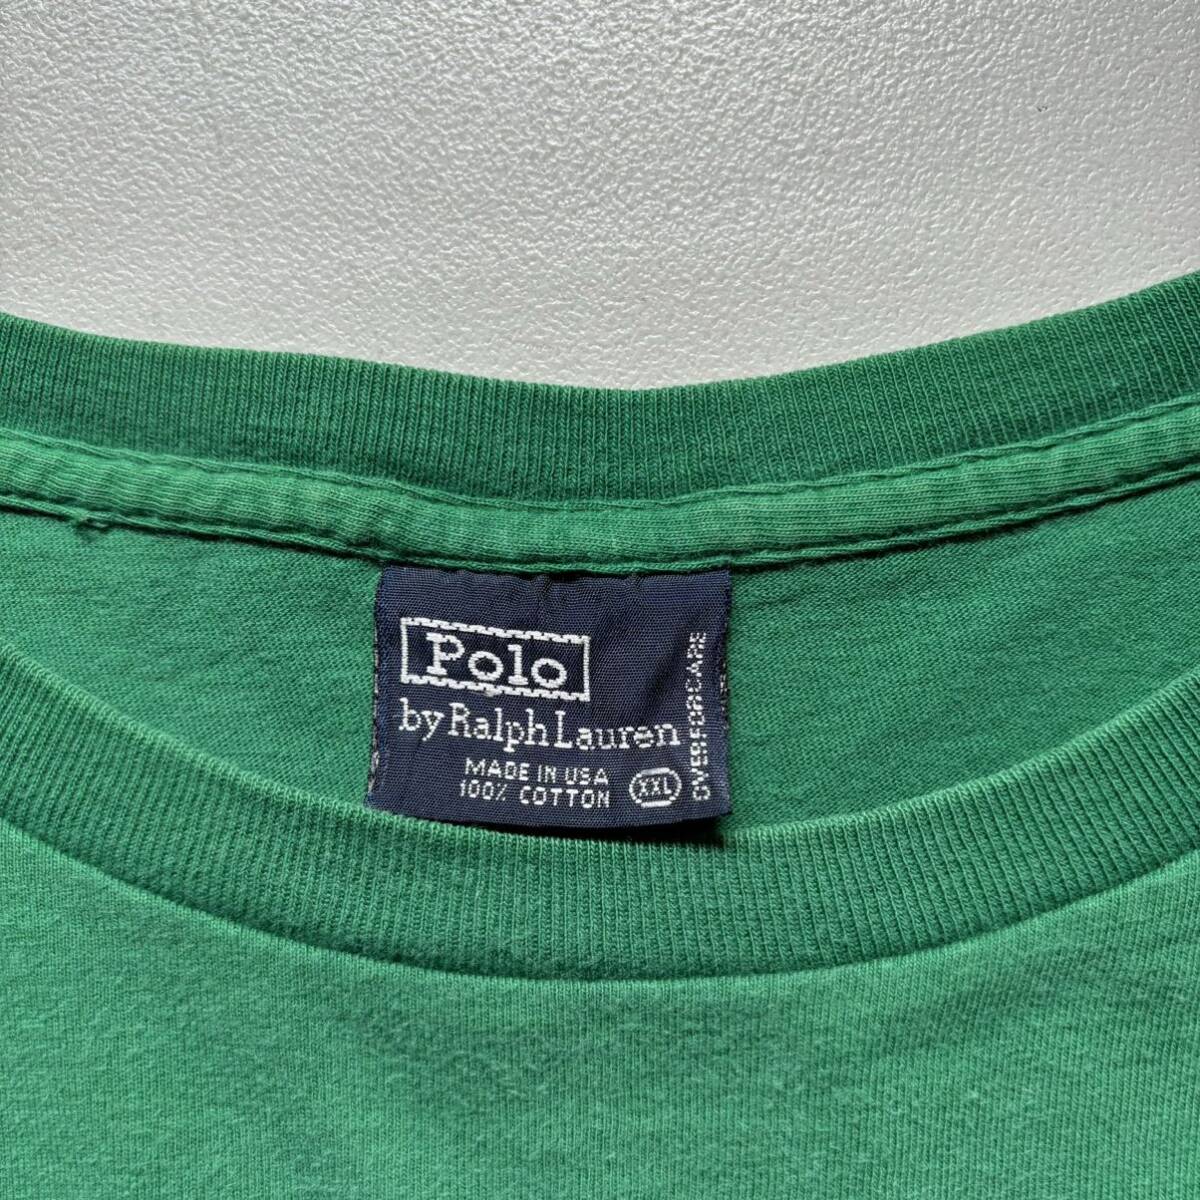 Polo
by Ralph Lauren
MADE IN USA
100% COTTON
XXL
OVER FOR CARE